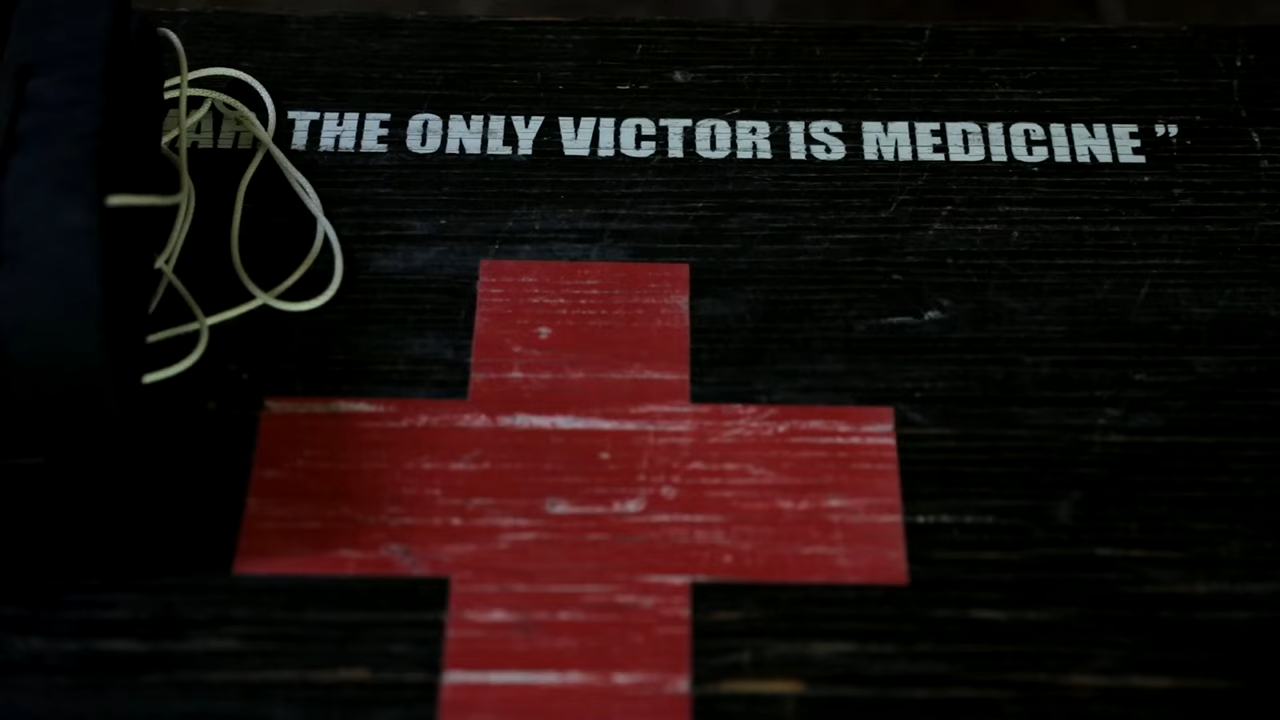 THE ONLY VICTOR IS MEDICINE ”